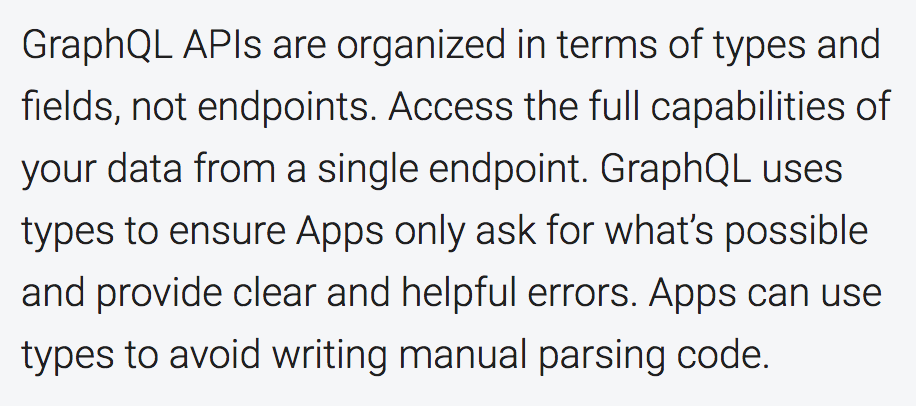 GraphQL APIs are organized in terms of types and
fields, not endpoints. Access the full capabilities of
your data from a single endpoint. GraphQL uses
types to ensure Apps only ask for what’s possible
and provide clear and helpful errors. Apps can use
types to avoid writing manual parsing code.